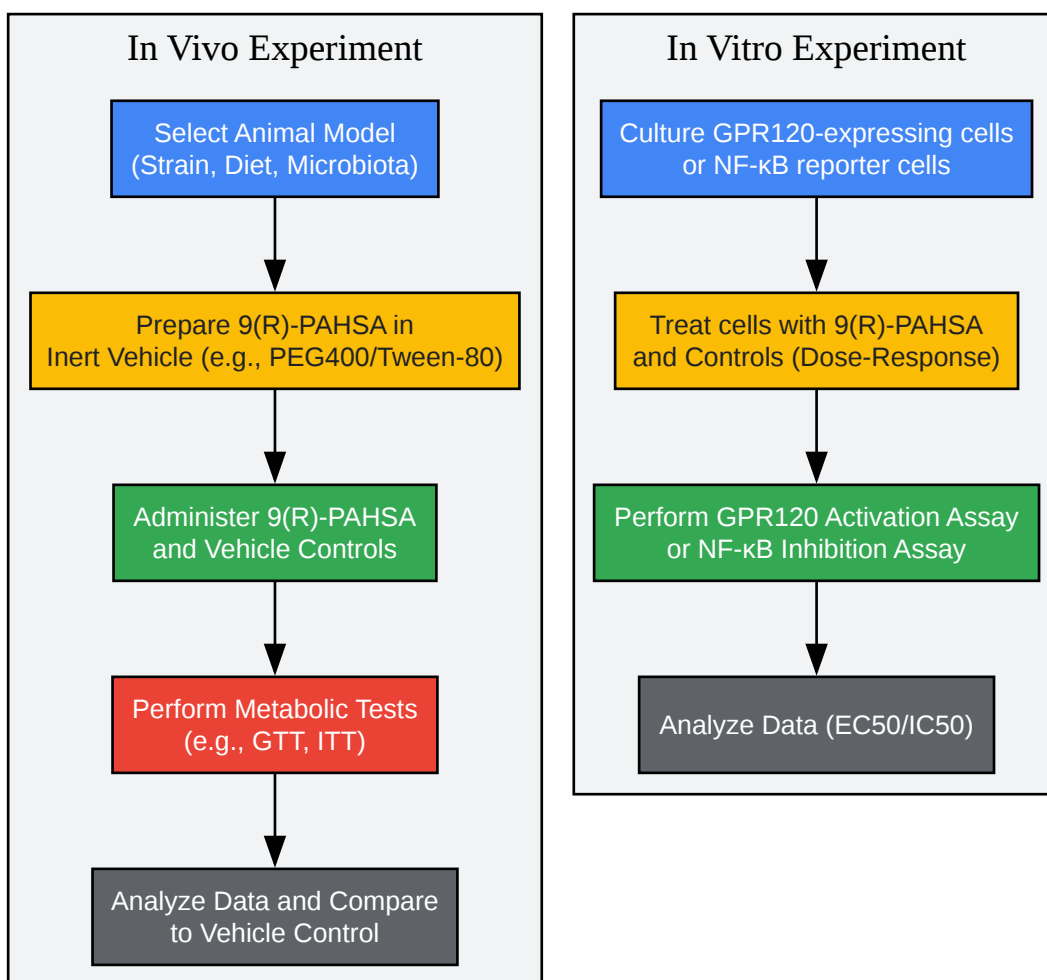 In Vivo Experiment
Select Animal Model
(Strain, Diet, Microbiota)
Prepare 9(R)-PAHSA in
Inert Vehicle (e.g., PEG400/Tween-80)
Administer 9(R)-PAHSA
and Vehicle Controls
Perform Metabolic Tests
(e.g., GTT, ITT)
Analyze Data and Compare
to Vehicle Control
In Vitro Experiment
Culture GPR120-expressing cells
or NF-κB reporter cells
Treat cells with 9(R)-PAHSA
and Controls (Dose-Response)
Perform GPR120 Activation Assay
or NF-κB Inhibition Assay
Analyze Data (EC50/IC50)